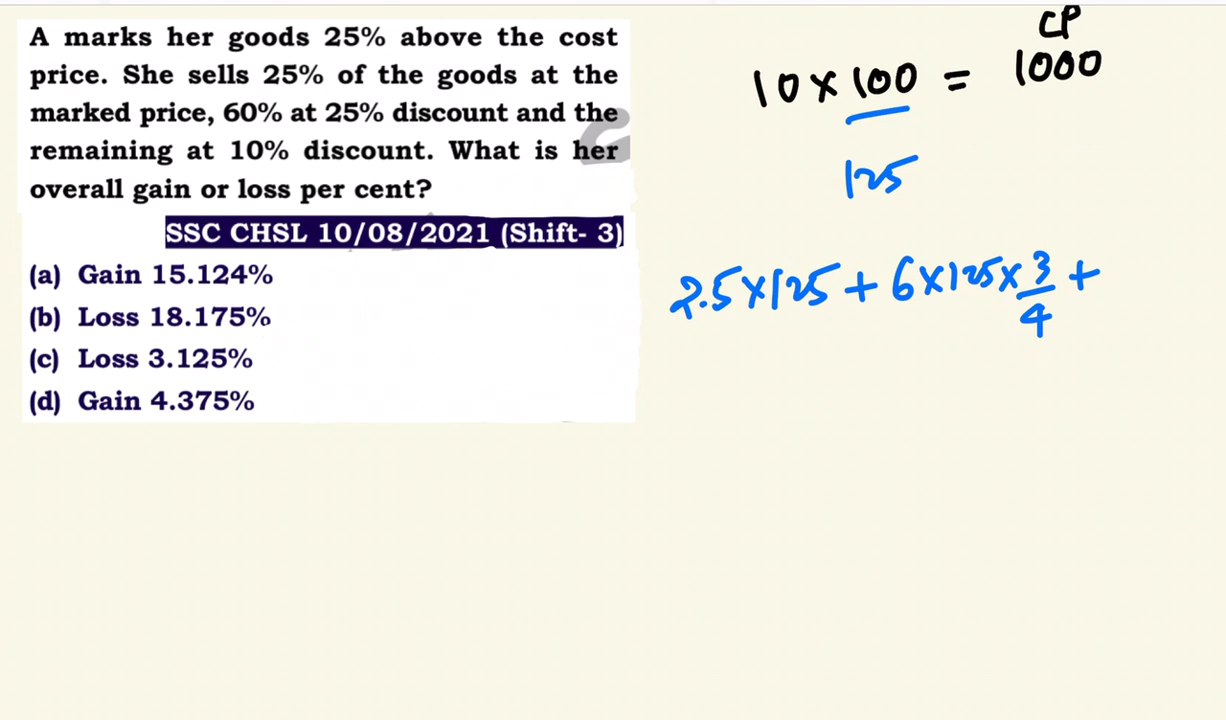 A marks her goods 25% above the cost
price. She sells 25% of the goods at the
marked price, 60% at 25% discount and the
remaining at 10% discount. What is her
overall gain or loss per cent?
SSC CHSL 10/08/2021 (Shift- 3)
(a) Gain 15.124%
(b) Loss 18.175%
(c) Loss 3.125%
(d) Gain 4.375%
CP
10 × 100 = 1000
125
2.5 × 125 + 6 × 125 × 3/4 +